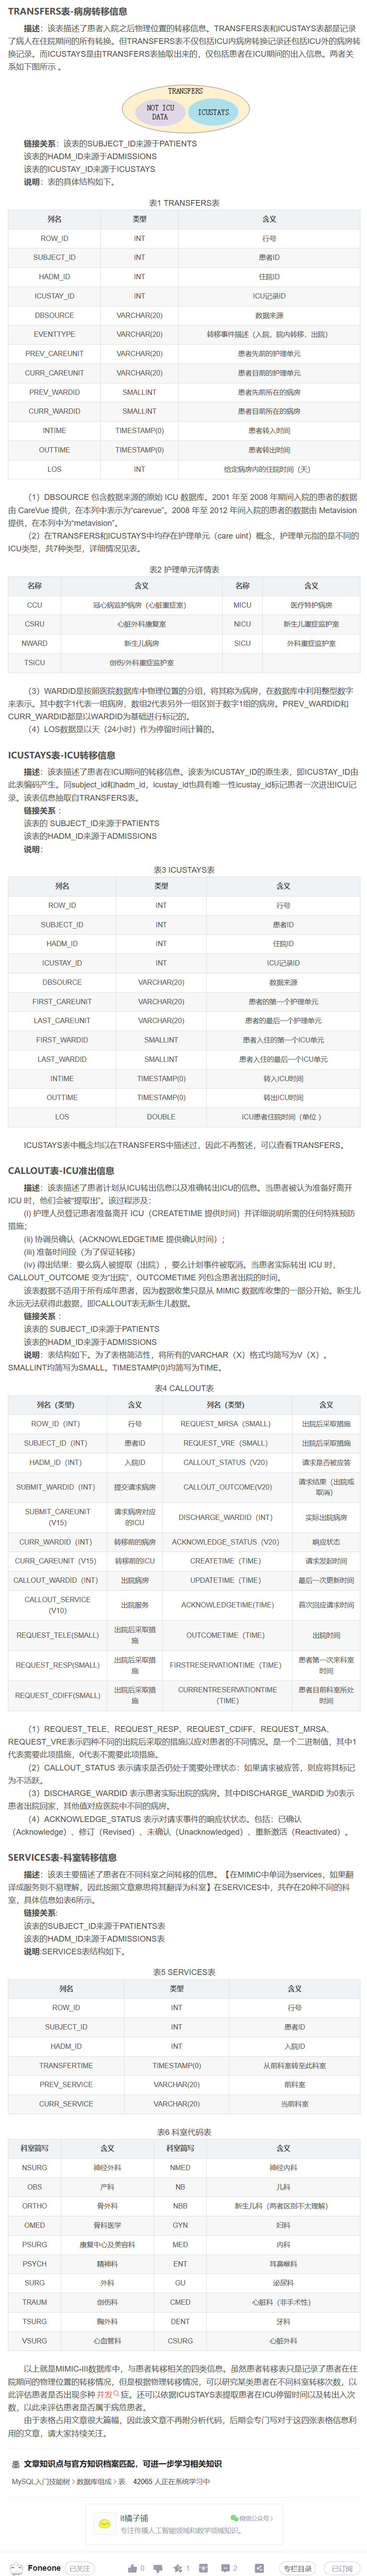 TRANSFERS表-病房转移信息
描述：该表描述了患者入院之后物理位置的转移信息。TRANSFERS表和ICUSTAYS表都是记录
了病人在住院期间的所有转换。但TRANSFERS表不仅包括ICU内病房转换记录还包括ICU外的病房转
换记录。而ICUSTAYS是由TRANSFERS表抽取出来的，仅包括患者在ICU期间的出入信息。两者关
系如下图所示 。
TRANSFERS
NOT ICU
DATA
ICUSTAYS
链接关系：该表的SUBJECT_ID来源于PATIENTS
该表的HADM_ID来源于ADMISSIONS
该表的ICUSTAY_ID来源于ICUSTAYS
说明：表的具体结构如下。
表1 TRANSFERS表
列名 类型 含义
ROW_ID INT 行号
SUBJECT_ID INT 患者ID
HADM_ID INT 住院ID
ICUSTAY_ID INT ICU记录ID
DBSOURCE VARCHAR(20) 数据来源
EVENTTYPE VARCHAR(20) 转移事件描述（入院，院内转移，出院）
PREV_CAREUNIT VARCHAR(20) 患者先前的护理单元
CURR_CAREUNIT VARCHAR(20) 患者目前的护理单元
PREV_WARDID SMALLINT 患者先前所在的病房
CURR_WARDID SMALLINT 患者目前所在的病房
INTIME TIMESTAMP(0) 患者转入时间
OUTTIME TIMESTAMP(0) 患者转出时间
LOS INT 给定病房内的住院时间（天）
（1）DBSOURCE 包含数据来源的原始 ICU 数据库。2001 年至 2008 年期间入院的患者的数据
由 CareVue 提供，在本列中表示为“carevue”。2008 年至 2012 年间入院的患者的数据由 Metavision
提供，在本列中为“metavision”。
（2）在TRANSFERS和ICUSTAYS中均存在护理单元（care uint）概念，护理单元指的是不同的
ICU类型，共7种类型，详细情况见表。
表2 护理单元详情表
名称 含义 名称 含义
CCU 冠心病监护病房（心脏重症室） MICU 医疗特护病房
CSRU 心脏外科康复室 NICU 新生儿重症监护室
NWARD 新生儿病房 SICU 外科重症监护室
TSICU 创伤/外科重症监护室
（3）WARDID是按照医院数据库中物理位置的分组，将其称为病房，在数据库中利用整型数字
来表示。其中数字1代表一组病房，数组2代表另外一组区别于数字1组的病房。PREV_WARDID和
CURR_WARDID都是以WARDID为基础进行标记的。
（4）LOS数据是以天（24小时）作为停留时间计算的。
ICUSTAYS表-ICU转移信息
描述：该表描述了患者在ICU期间的转移信息。该表为ICUSTAY_ID的原生表，即ICUSTAY_ID由
此表编码产生。同subject_id和hadm_id，icustay_id也具有唯一性icustay_id标记患者一次进出ICU记
录。该表信息抽取自TRANSFERS表。
链接关系 ：
该表的 SUBJECT_ID来源于PATIENTS
该表的HADM_ID来源于ADMISSIONS
说明：
表3 ICUSTAYS表
列名 类型 含义
ROW_ID INT 行号
SUBJECT_ID INT 患者ID
HADM_ID INT 住院ID
ICUSTAY_ID INT ICU记录ID
DBSOURCE VARCHAR(20) 数据来源
FIRST_CAREUNIT VARCHAR(20) 患者的第一个护理单元
LAST_CAREUNIT VARCHAR(20) 患者的最后一个护理单元
FIRST_WARDID SMALLINT 患者入住的第一个ICU单元
LAST_WARDID SMALLINT 患者入住的最后一个ICU单元
INTIME TIMESTAMP(0) 转入ICU时间
OUTTIME TIMESTAMP(0) 转出ICU时间
LOS DOUBLE ICU患者住院时间（单位 ）
ICUSTAYS表中概念均以在TRANSFERS中描述过，因此不再赘述，可以查看TRANSFERS。
CALLOUT表-ICU准出信息
描述：该表描述了患者计划从ICU转出信息以及准确转出ICU的信息。当患者被认为准备好离开
ICU 时，他们会被“提取出”。该过程涉及：
(i) 护理人员登记患者准备离开 ICU（CREATETIME 提供时间）并详细说明所需的任何特殊预防
措施；
(ii) 协调员确认（ACKNOWLEDGETIME 提供确认时间）；
(iii) 准备时间段（为了保证转移）
(iv) 得出结果：要么病人被提取（出院），要么计划事件被取消。当患者实际转出 ICU 时，
CALLOUT_OUTCOME 变为“出院”，OUTCOMETIME 列包含患者出院的时间。
该表数据不适用于所有成年患者，因为数据收集只是从 MIMIC 数据库收集的一部分开始。新生儿
永远无法获得此数据，即CALLOUT表无新生儿数据。
链接关系 ：
该表的 SUBJECT_ID来源于PATIENTS
该表的HADM_ID来源于ADMISSIONS
说明：表结构如下。为了表格简洁性，将所有的VARCHAR（X）格式均简写为V（X）。
SMALLINT均简写为SMALL。TIMESTAMP(0)均简写为TIME。
表4 CALLOUT表
列名 (类型) 含义 列名（类型） 含义
ROW_ID（INT） 行号 REQUEST_MRSA（SMALL） 出院后采取措施
SUBJECT_ID（INT） 患者ID REQUEST_VRE（SMALL） 出院后采取措施
HADM_ID（INT） 入院ID CALLOUT_STATUS（V20） 请求是否被应答
SUBMIT_WARDID（INT） 提交请求病房 CALLOUT_OUTCOME(V20) 请求结果（出院或
取消）
SUBMIT_CAREUNIT
（V15） 请求病房对应
的ICU DISCHARGE_WARDID（INT） 实际出院病房
CURR_WARDID（INT） 转移前的病房 ACKNOWLEDGE_STATUS（V20） 响应状态
CURR_CAREUNIT（V15） 转移前的ICU CREATETIME（TIME） 请求发起时间
CALLOUT_WARDID（INT） 出院病房 UPDATETIME（TIME） 最后一次更新时间
CALLOUT_SERVICE
（V10） 出院服务 ACKNOWLEDGETIME(TIME) 首次回应请求时间
REQUEST_TELE(SMALL) 出院后采取措
施 OUTCOMETIME（TIME） 出院时间
REQUEST_RESP(SMALL) 出院后采取措
施 FIRSTRESERVATIONTIME（TIME） 患者第一次来科室
时间
REQUEST_CDIFF(SMALL) 出院后采取措
施 CURRENTRESERVATIONTIME
（TIME） 患者目前科室所处
时间
（1）REQUEST_TELE、REQUEST_RESP、REQUEST_CDIFF、REQUEST_MRSA、
REQUEST_VRE表示四种不同的出院后采取的措施以应对患者的不同情况。是一个二进制值，其中1
代表需要此项措施，0代表不需要此项措施。
（2）CALLOUT_STATUS 表示请求是否仍处于需要处理状态：如果请求被应答，则应将其标记
为不活跃。
（3）DISCHARGE_WARDID 表示患者实际出院的病房。其中DISCHARGE_WARDID 为0表示
患者出院回家，其他值对应医院中不同的病房。
（4）ACKNOWLEDGE_STATUS 表示对请求事件的响应状状态。包括：已确认
（Acknowledge）、修订（Revised）、未确认（Unacknowledged）、重新激活（Reactivated）。
SERVICES表-科室转移信息
描述：该表主要描述了患者在不同科室之间转移的信息。【在MIMIC中单词为services，如果翻
译成服务则不易理解，因此按照文章意思将其翻译为科室】在SERVICES中，共存在20种不同的科
室，具体信息如表6所示。
链接关系:
该表的SUBJECT_ID来源于PATIENTS表
该表的HADM_ID来源于ADMISSIONS表
说明:SERVICES表结构如下。
表5 SERVICES表
列名 类型 含义
ROW_ID INT 行号
SUBJECT_ID INT 患者ID
HADM_ID INT 入院ID
TRANSFERTIME TIMESTAMP(0) 从前科室转至此科室
PREV_SERVICE VARCHAR(20) 前科室
CURR_SERVICE VARCHAR(20) 当前科室
表6 科室代码表
科室简写 含义 科室简写 含义
NSURG 神经外科 NMED 神经内科
OBS 产科 NB 儿科
ORTHO 骨外科 NBB 新生儿科（两者区别不太理解）
OMED 骨科医学 GYN 妇科
PSURG 康复中心及美容科 MED 内科
PSYCH 精神科 ENT 耳鼻喉科
SURG 外科 GU 泌尿科
TRAUM 创伤科 CMED 心脏科（非手术性）
TSURG 胸外科 DENT 牙科
VSURG 心血管科 CSURG 心脏外科
以上就是MIMIC-III数据库中，与患者转移相关的四类信息。虽然患者转移表只是记录了患者在住
院期间的物理位置的转移情况，但是根据物理转移情况，可以研究某类患者在不同科室转移次数，以
此评估患者是否出现多种 并发 症。还可以依据ICUSTAYS表提取患者在ICU停留时间以及转出入次
数，以此来评估患者是否属于病危患者。
由于表格占用文章很大篇幅，因此该文章不再附分析代码，后期会专门写对于这四张表格信息利
用的文章，请大家持续关注。
文章知识点与官方知识档案匹配，可进一步学习相关知识
MySQL入门技能树 > 数据库组成 > 表 42065 人正在系统学习中
it橘子铺 微信公众号 >
专注传播人工智能领域和数学领域知识。
Foneone 已关注 0 1 2 专栏目录 已订阅